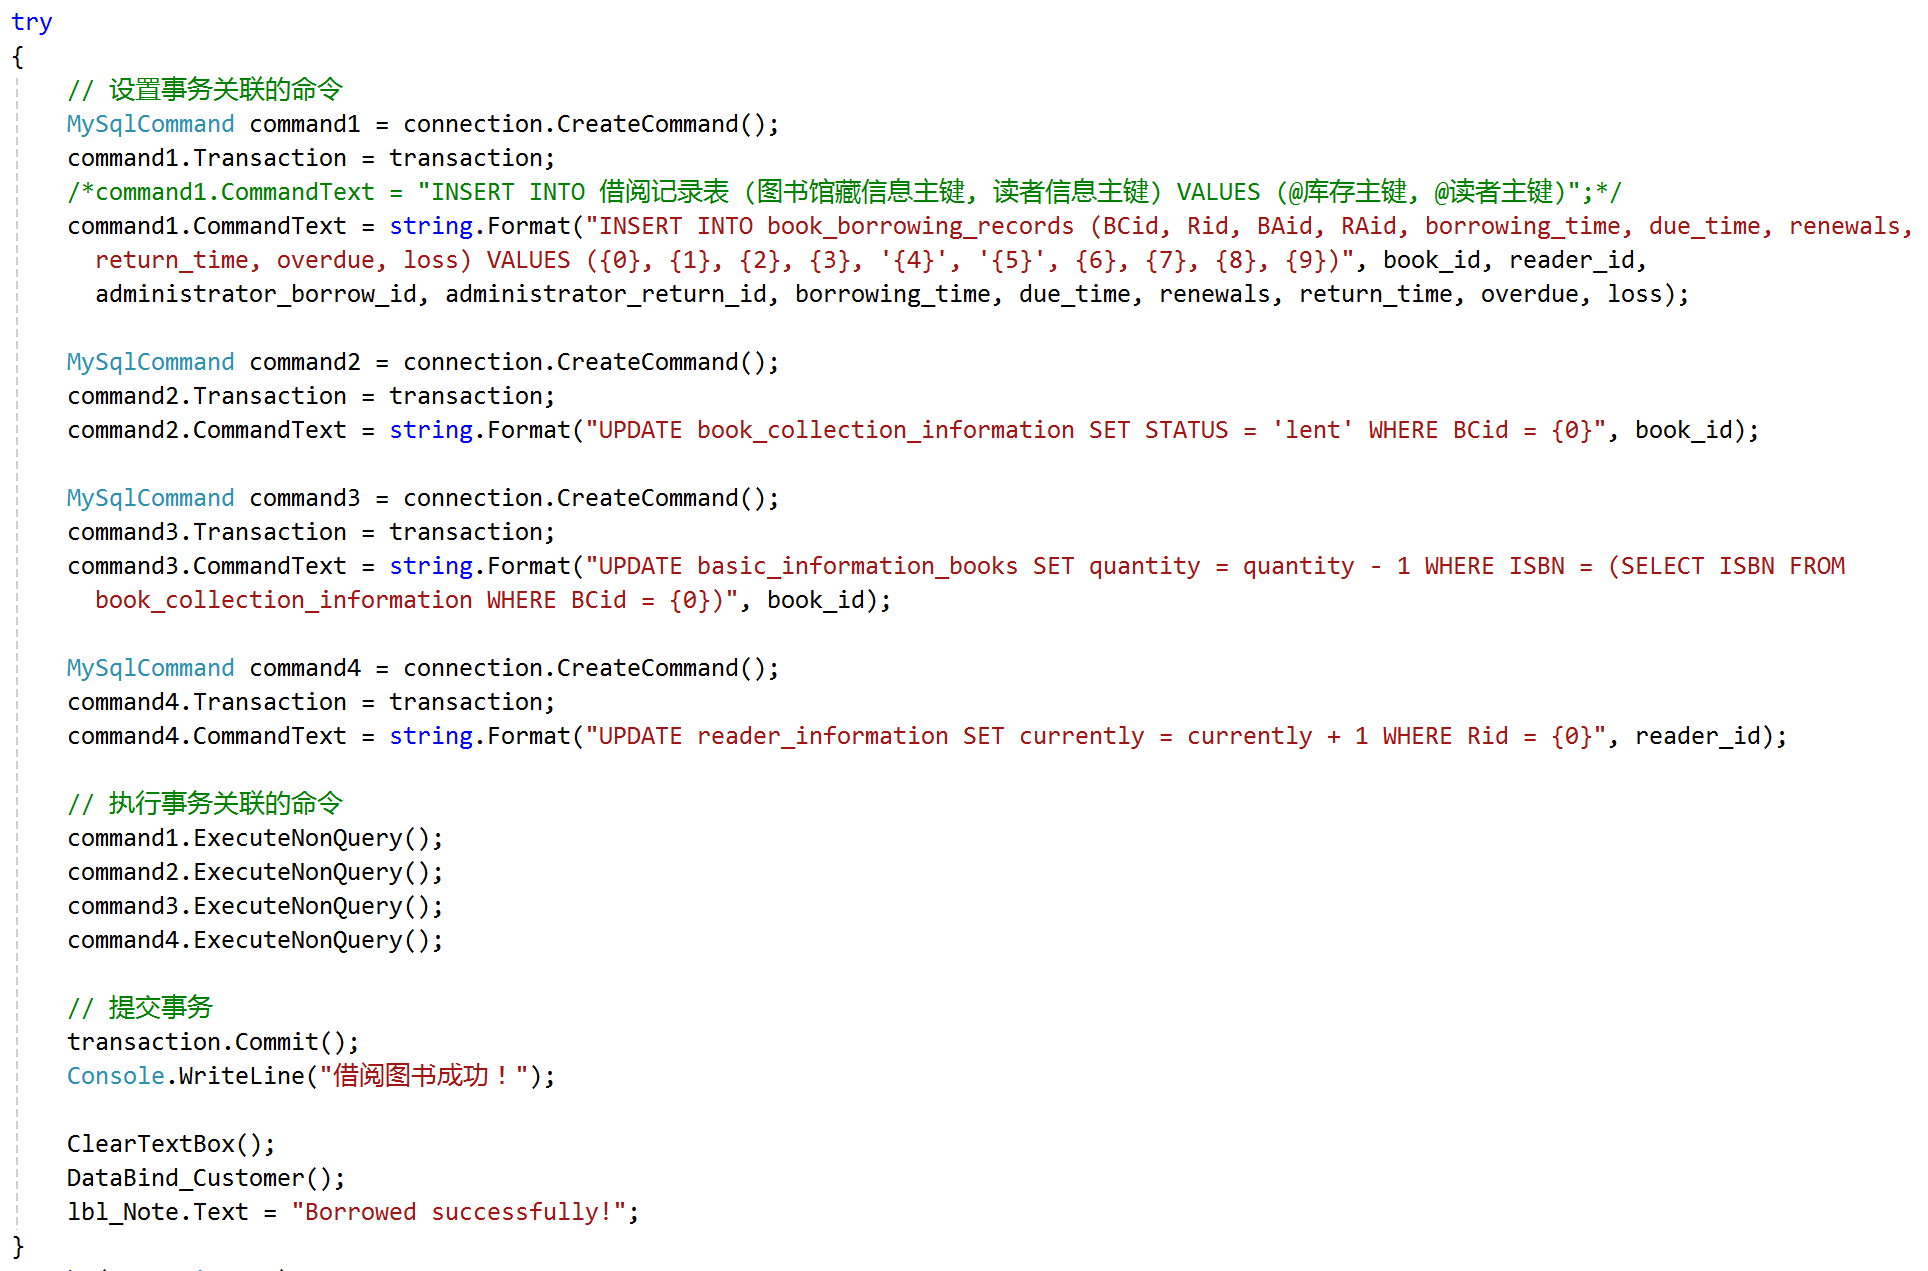 try
{
// 设置事务关联的命令
MySqlCommand command1 = connection.CreateCommand();
command1.Transaction = transaction;
/*command1.CommandText = "INSERT INTO 借阅记录表 (图书馆藏信息主键, 读者信息主键) VALUES (@库存主键, @读者主键)";*/
command1.CommandText = string.Format("INSERT INTO book_borrowing_records (BCid, Rid, BAid, RAid, borrowing_time, due_time, renewals,
return_time, overdue, loss) VALUES ({0}, {1}, {2}, {3}, '{4}', '{5}', {6}, {7}, {8}, {9})", book_id, reader_id,
administrator_borrow_id, administrator_return_id, borrowing_time, due_time, renewals, return_time, overdue, loss);
MySqlCommand command2 = connection.CreateCommand();
command2.Transaction = transaction;
command2.CommandText = string.Format("UPDATE book_collection_information SET STATUS = 'lent' WHERE BCid = {0}", book_id);
MySqlCommand command3 = connection.CreateCommand();
command3.Transaction = transaction;
command3.CommandText = string.Format("UPDATE basic_information_books SET quantity = quantity - 1 WHERE ISBN = (SELECT ISBN FROM
book_collection_information WHERE BCid = {0})", book_id);
MySqlCommand command4 = connection.CreateCommand();
command4.Transaction = transaction;
command4.CommandText = string.Format("UPDATE reader_information SET currently = currently + 1 WHERE Rid = {0}", reader_id);
// 执行事务关联的命令
command1.ExecuteNonQuery();
command2.ExecuteNonQuery();
command3.ExecuteNonQuery();
command4.ExecuteNonQuery();
// 提交事务
transaction.Commit();
Console.WriteLine("借阅图书成功！");
ClearTextBox();
DataBind_Customer();
lbl_Note.Text = "Borrowed successfully!";
}